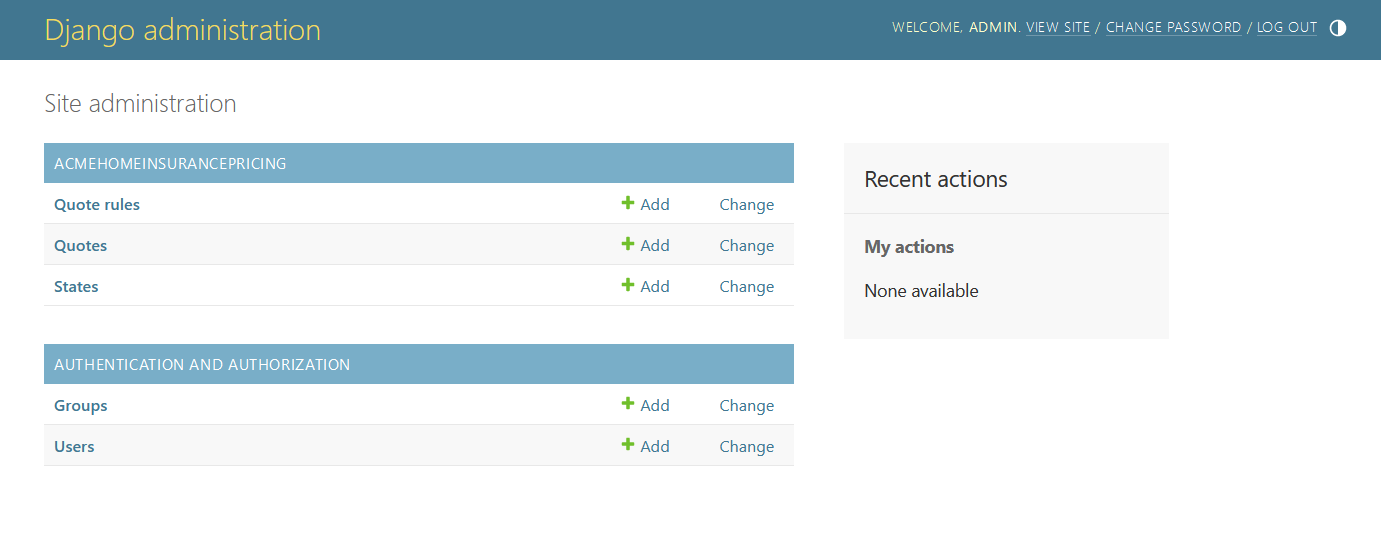 Django administration
WELCOME, ADMIN. VIEW SITE / CHANGE PASSWORD / LOG OUT
Site administration
ACMEHOMEINSURANCEPRICING
Quote rules Add Change
Quotes Add Change
States Add Change
AUTHENTICATION AND AUTHORIZATION
Groups Add Change
Users Add Change
Recent actions
My actions
None available